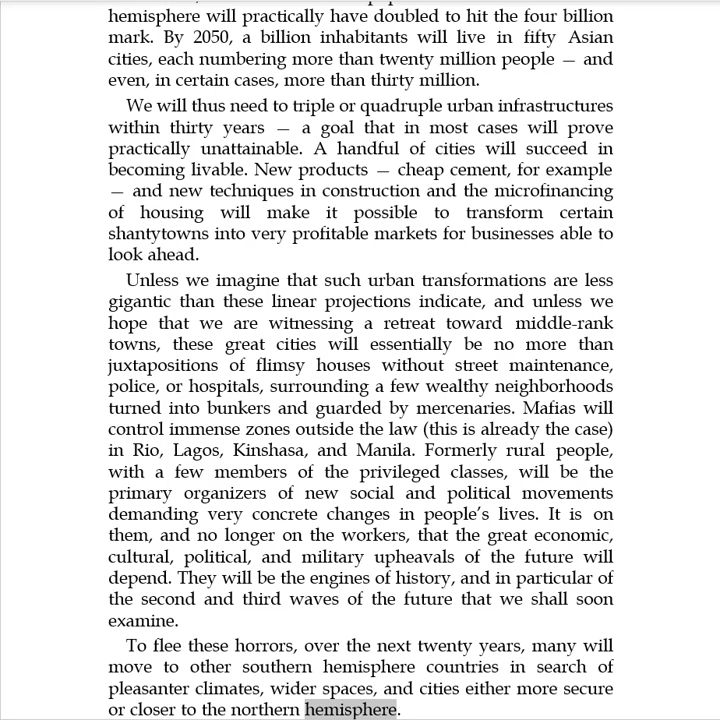 hemisphere will practically have doubled to hit the four billion
mark. By 2050, a billion inhabitants will live in fifty Asian
cities, each numbering more than twenty million people — and
even, in certain cases, more than thirty million.
We will thus need to triple or quadruple urban infrastructures
within thirty years — a goal that in most cases will prove
practically unattainable. A handful of cities will succeed in
becoming livable. New products — cheap cement, for example
— and new techniques in construction and the microfinancing
of housing will make it possible to transform certain
shantytowns into very profitable markets for businesses able to
look ahead.
Unless we imagine that such urban transformations are less
gigantic than these linear projections indicate, and unless we
hope that we are witnessing a retreat toward middle-rank
towns, these great cities will essentially be no more than
juxtapositions of flimsy houses without street maintenance,
police, or hospitals, surrounding a few wealthy neighborhoods
turned into bunkers and guarded by mercenaries. Mafias will
control immense zones outside the law (this is already the case)
in Rio, Lagos, Kinshasa, and Manila. Formerly rural people,
with a few members of the privileged classes, will be the
primary organizers of new social and political movements
demanding very concrete changes in people's lives. It is on
them, and no longer on the workers, that the great economic,
cultural, political, and military upheavals of the future will
depend. They will be the engines of history, and in particular of
the second and third waves of the future that we shall soon
examine.
To flee these horrors, over the next twenty years, many will
move to other southern hemisphere countries in search of
pleasanter climates, wider spaces, and cities either more secure
or closer to the northern hemisphere.